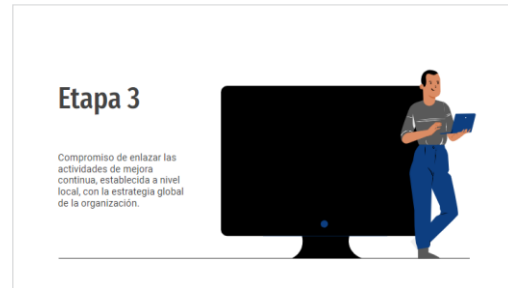 Etapa 3
Compromiso de enlazar las
actividades de mejora
continua, establecida a nivel
local, con la estrategia global
de la organización.